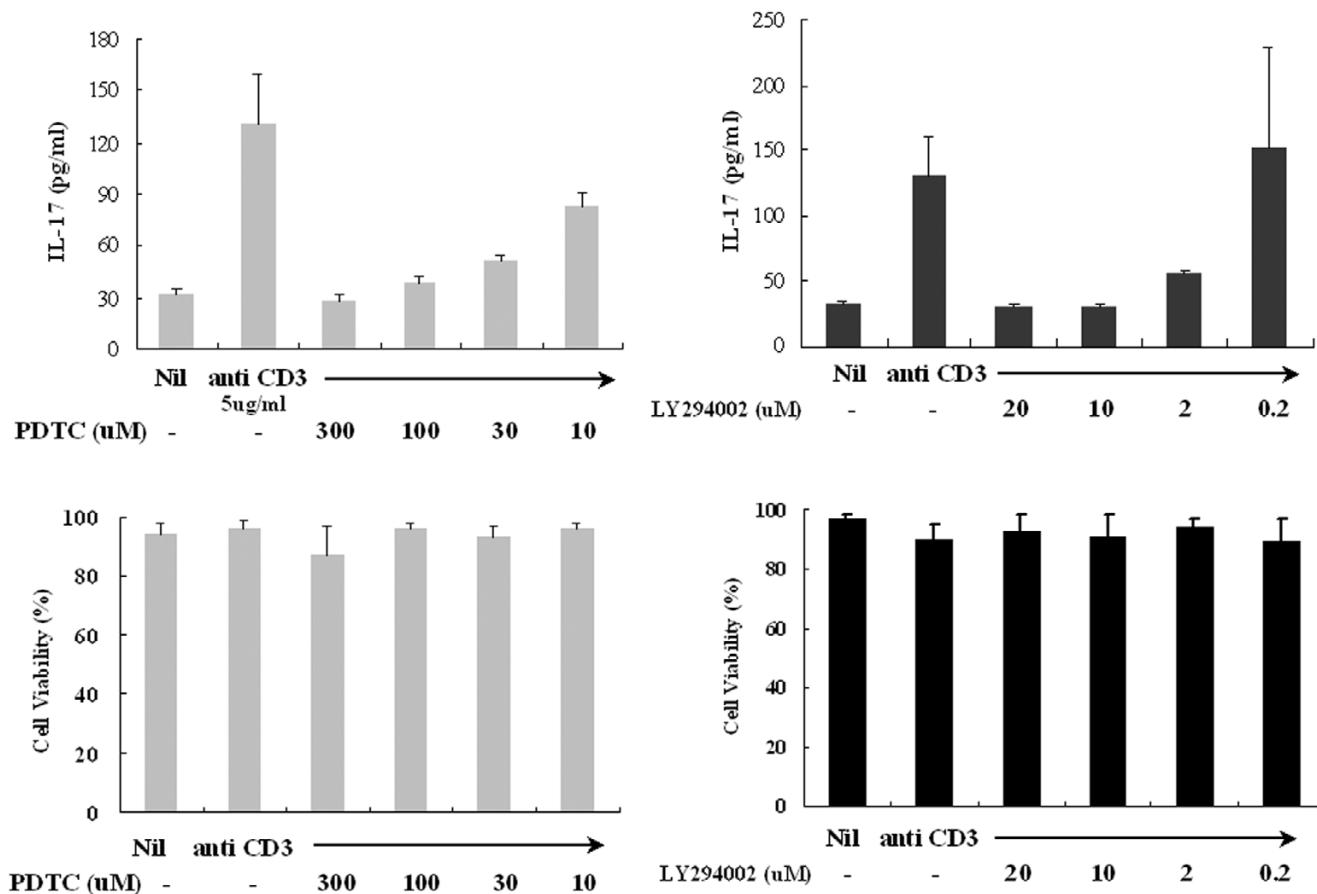 IL-17 (pg/ml)
180
150
120
90
60
30
0
Nil anti CD3
5ug/ml
PDTC (uM) - - 300 100 30 10
IL-17 (pg/ml)
250
200
150
100
50
0
Nil anti CD3
LY294002 (uM) - - 20 10 2 0.2
Cell Viability (%)
100
80
60
40
20
0
Nil anti CD3
PDTC (uM) - - 300 100 30 10
Cell Viability (%)
100
80
60
40
20
0
Nil anti CD3
LY294002 (uM) - - 20 10 2 0.2